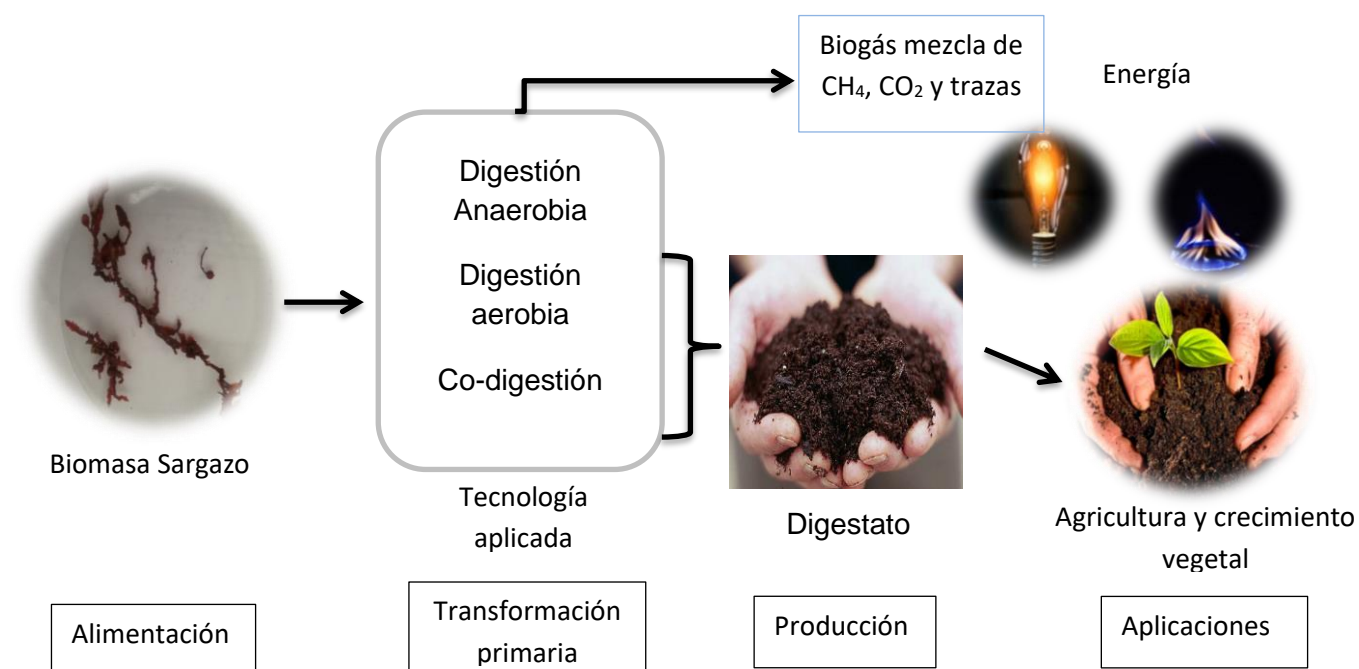 Biogás mezcla de
CH₄, CO₂ y trazas
Energía
Digestión
Anaerobia
Digestión
aerobia
Co-digestión
Biomasa Sargazo
Tecnología
aplicada
Digestato
Agricultura y crecimiento
vegetal
Alimentación
Transformación
primaria
Producción
Aplicaciones